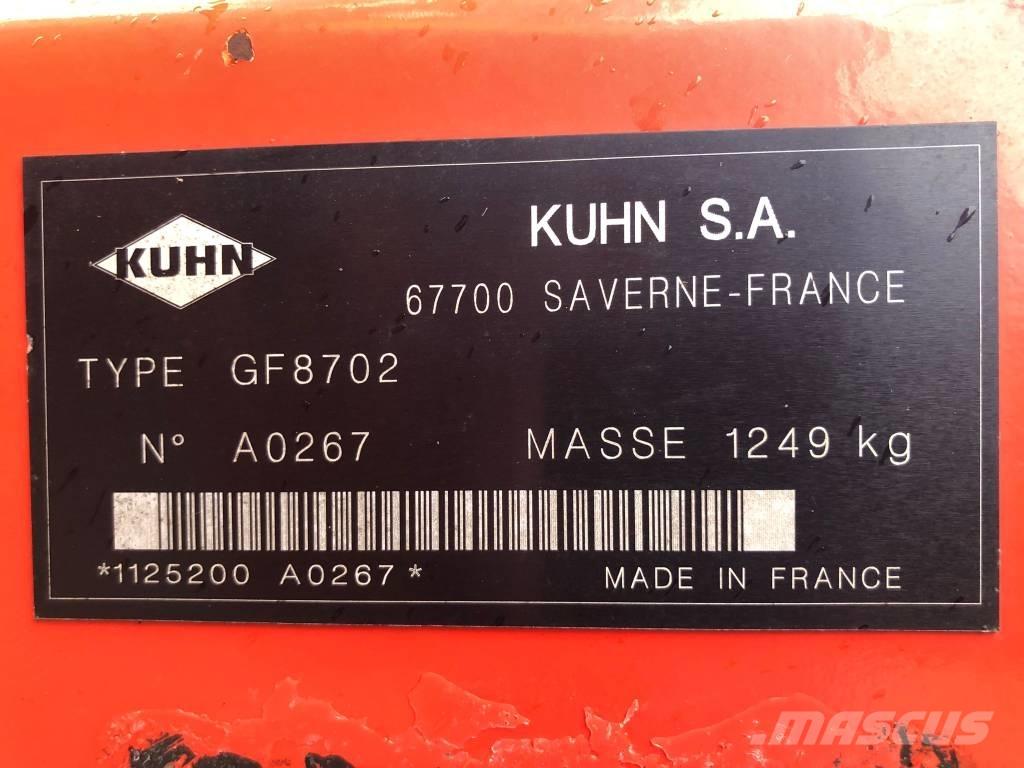 KUHN
KUHN S.A.
67700 SAVERNE-FRANCE
TYPE GF8702
N° A0267 MASSE 1249 kg
*1125200 A0267*
MADE IN FRANCE
MASCUS